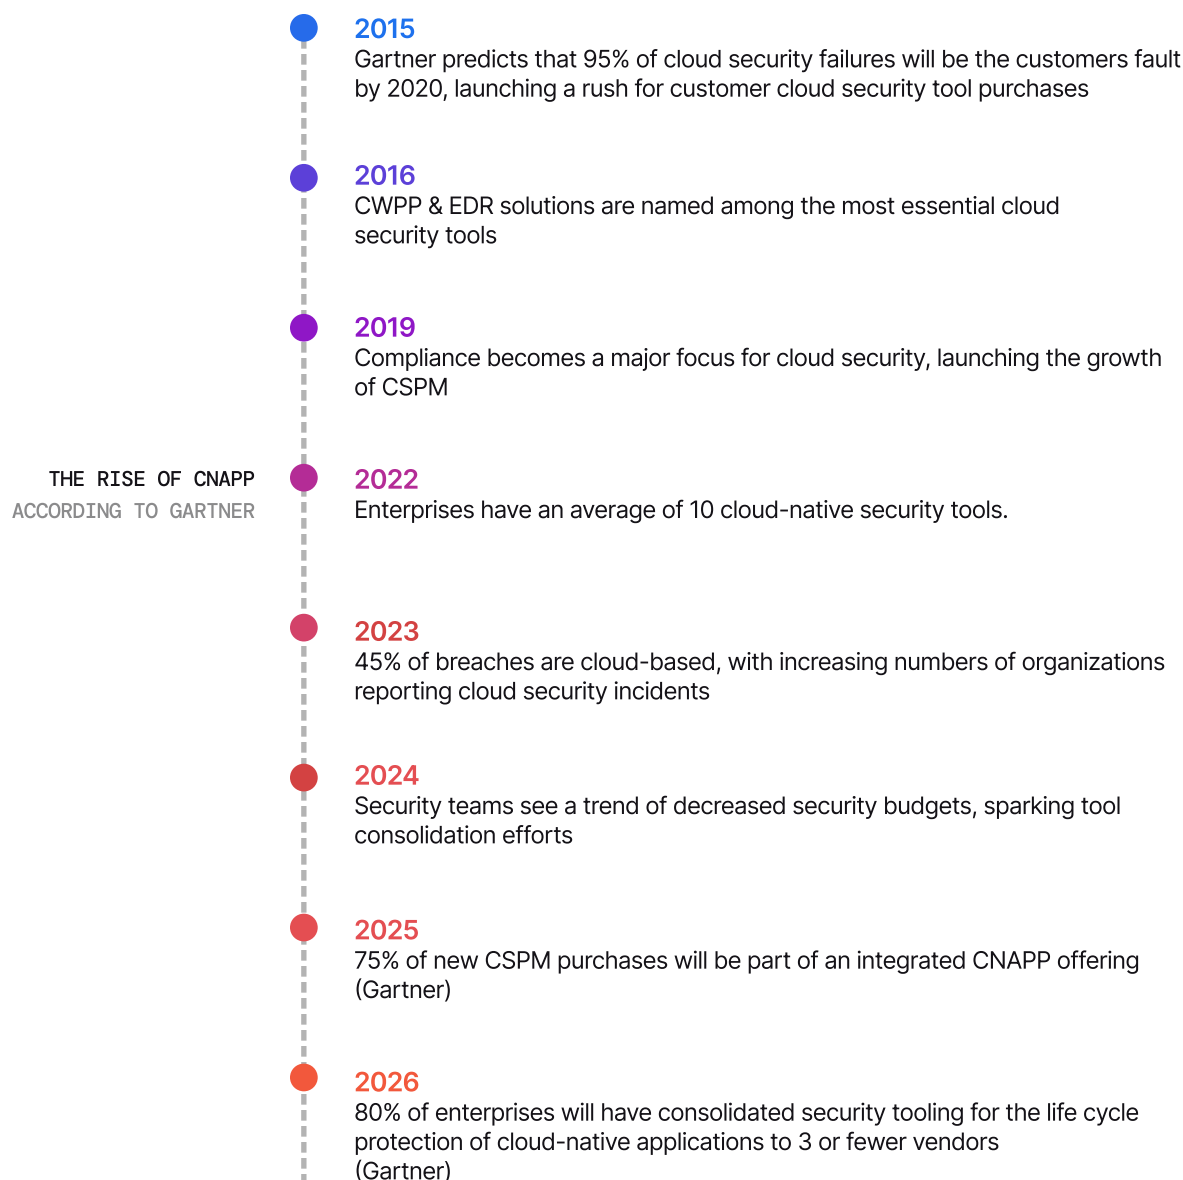 2015
Gartner predicts that 95% of cloud security failures will be the customers fault
by 2020, launching a rush for customer cloud security tool purchases
2016
CWPP & EDR solutions are named among the most essential cloud
security tools
2019
Compliance becomes a major focus for cloud security, launching the growth
of CSPM
THE RISE OF CNAPP
ACCORDING TO GARTNER
2022
Enterprises have an average of 10 cloud-native security tools.
2023
45% of breaches are cloud-based, with increasing numbers of organizations
reporting cloud security incidents
2024
Security teams see a trend of decreased security budgets, sparking tool
consolidation efforts
2025
75% of new CSPM purchases will be part of an integrated CNAPP offering
(Gartner)
2026
80% of enterprises will have consolidated security tooling for the life cycle
protection of cloud-native applications to 3 or fewer vendors
(Gartner)